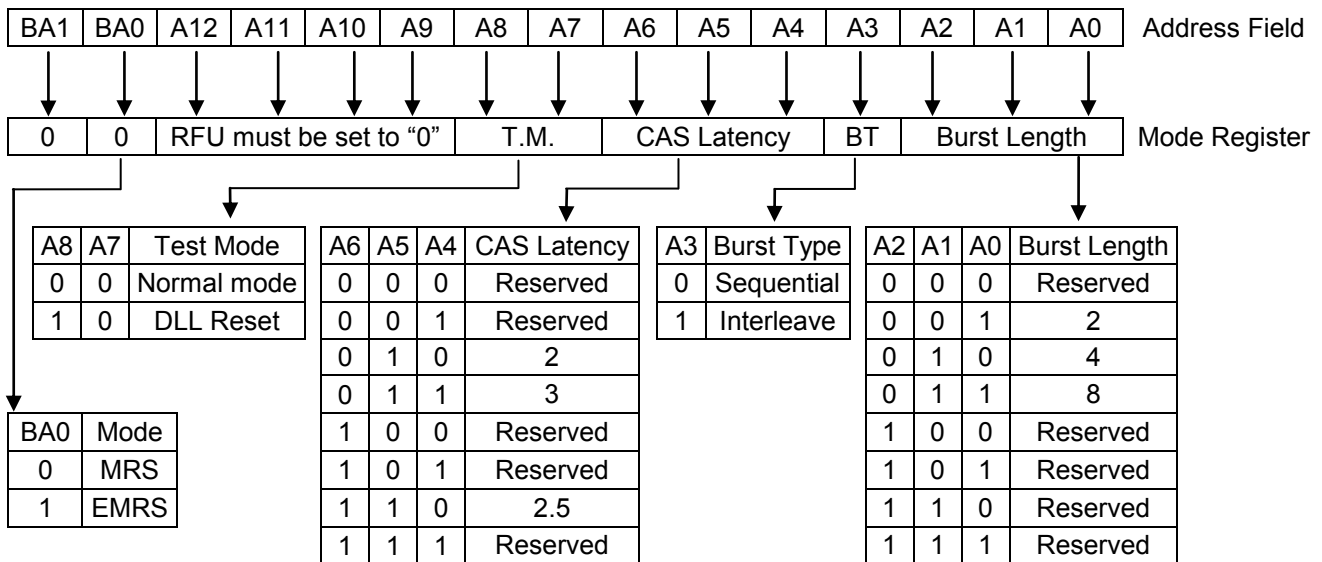 BA1 BA0 A12 A11 A10 A9 A8 A7 A6 A5 A4 A3 A2 A1 A0 Address Field
0 0 RFU must be set to “0” T.M. CAS Latency BT Burst Length Mode Register
A8 A7 Test Mode
0 0 Normal mode
1 0 DLL Reset
A6 A5 A4 CAS Latency
0 0 0 Reserved
0 0 1 Reserved
0 1 0 2
0 1 1 3
1 0 0 Reserved
1 0 1 Reserved
1 1 0 2.5
1 1 1 Reserved
A3 Burst Type
0 Sequential
1 Interleave
A2 A1 A0 Burst Length
0 0 0 Reserved
0 0 1 2
0 1 0 4
0 1 1 8
1 0 0 Reserved
1 0 1 Reserved
1 1 0 Reserved
1 1 1 Reserved
BA0 Mode
0 MRS
1 EMRS